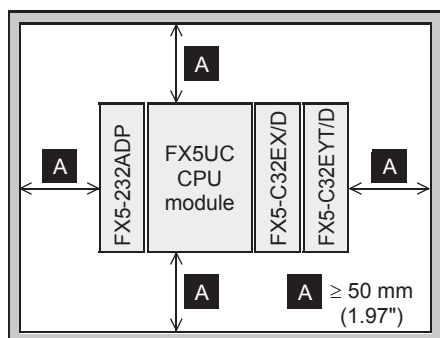 A
A
FX5-232ADP
FX5UC
CPU
module
FX5-C32EX/D
FX5-C32EYT/D
A
A
A ≥ 50 mm
(1.97")